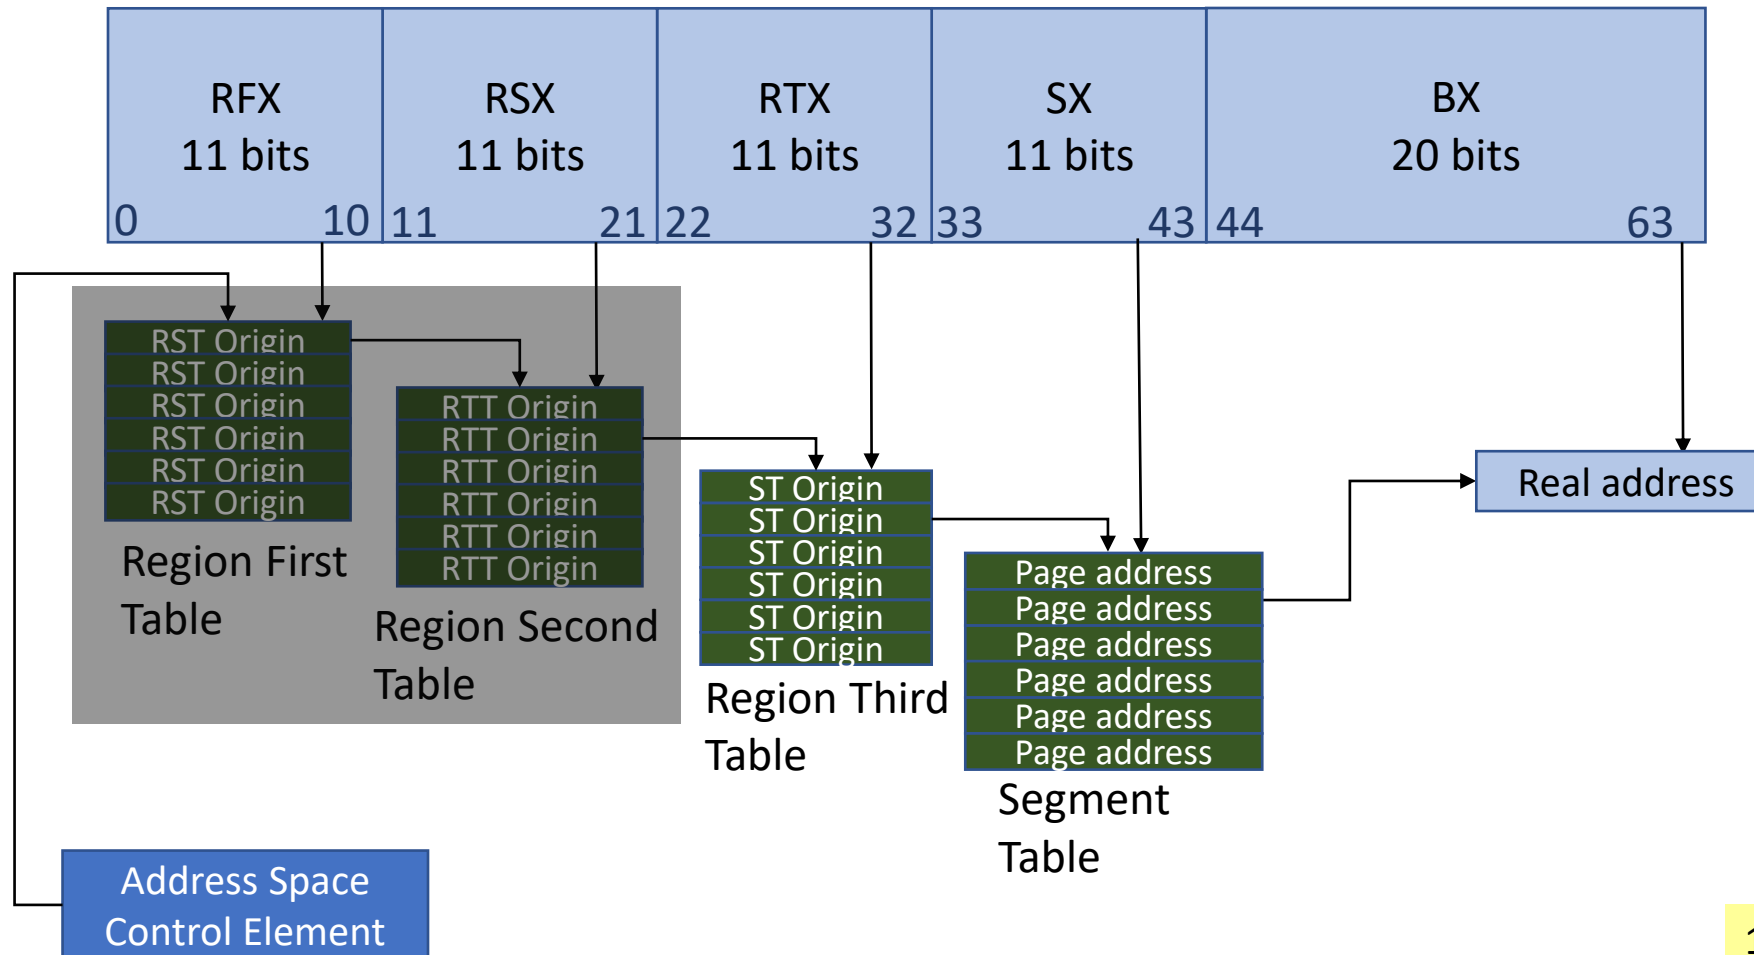 RFX
11 bits
RSX
11 bits
RTX
11 bits
SX
11 bits
BX
20 bits
0 10 11 21 22 32 33 43 44 63
RST Origin
RST Origin
RST Origin
RST Origin
RST Origin
RST Origin
Region First
Table
RTT Origin
RTT Origin
RTT Origin
RTT Origin
RTT Origin
RTT Origin
Region Second
Table
ST Origin
ST Origin
ST Origin
ST Origin
ST Origin
ST Origin
Region Third
Table
Page address
Page address
Page address
Page address
Page address
Page address
Segment
Table
Real address
Address Space
Control Element